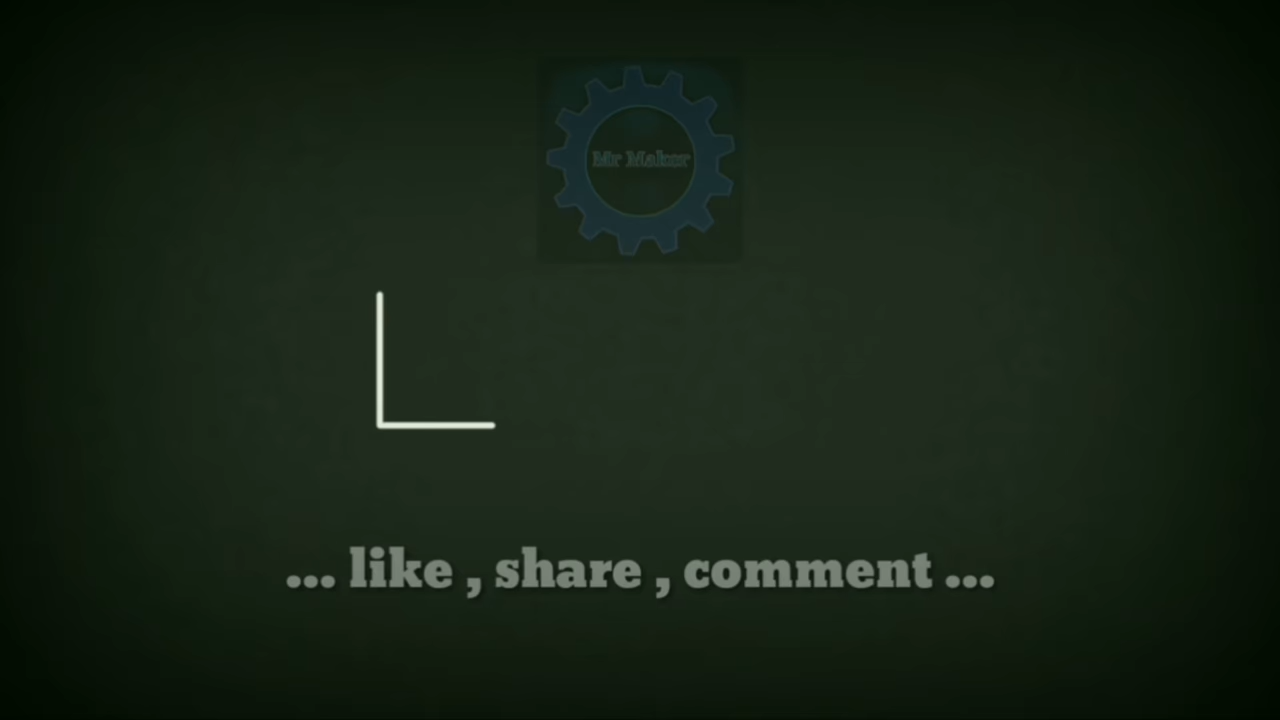 Mr Maker
... like , share , comment ...